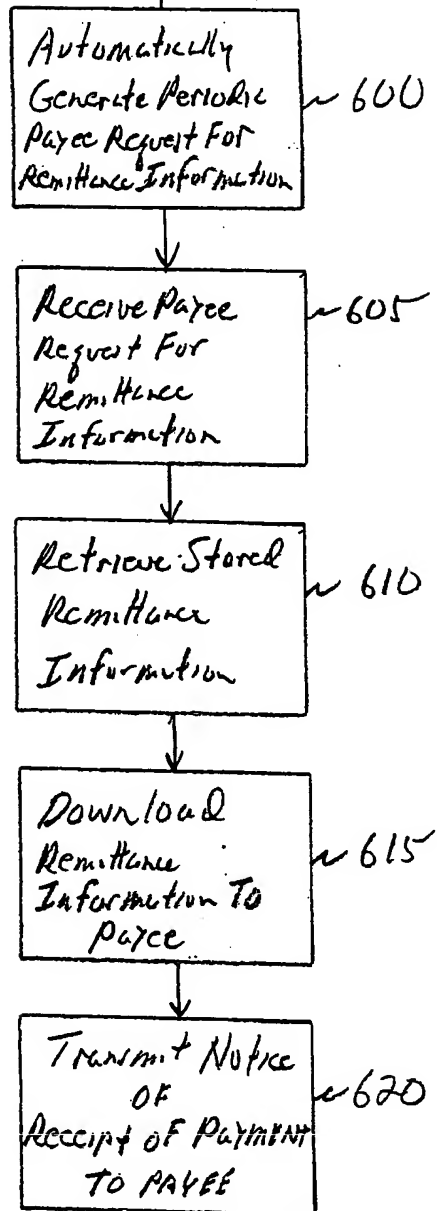 Automatically
Generate Periodic
Payee Request For
Remittance Information
600
Receive Payee
Request For
Remittance
Information
605
Retrieve Stored
Remittance
Information
610
Download
Remittance
Information To
Payee
615
Transmit Notice
OF
Receipt OF PAYMENT
TO PAYEE
620